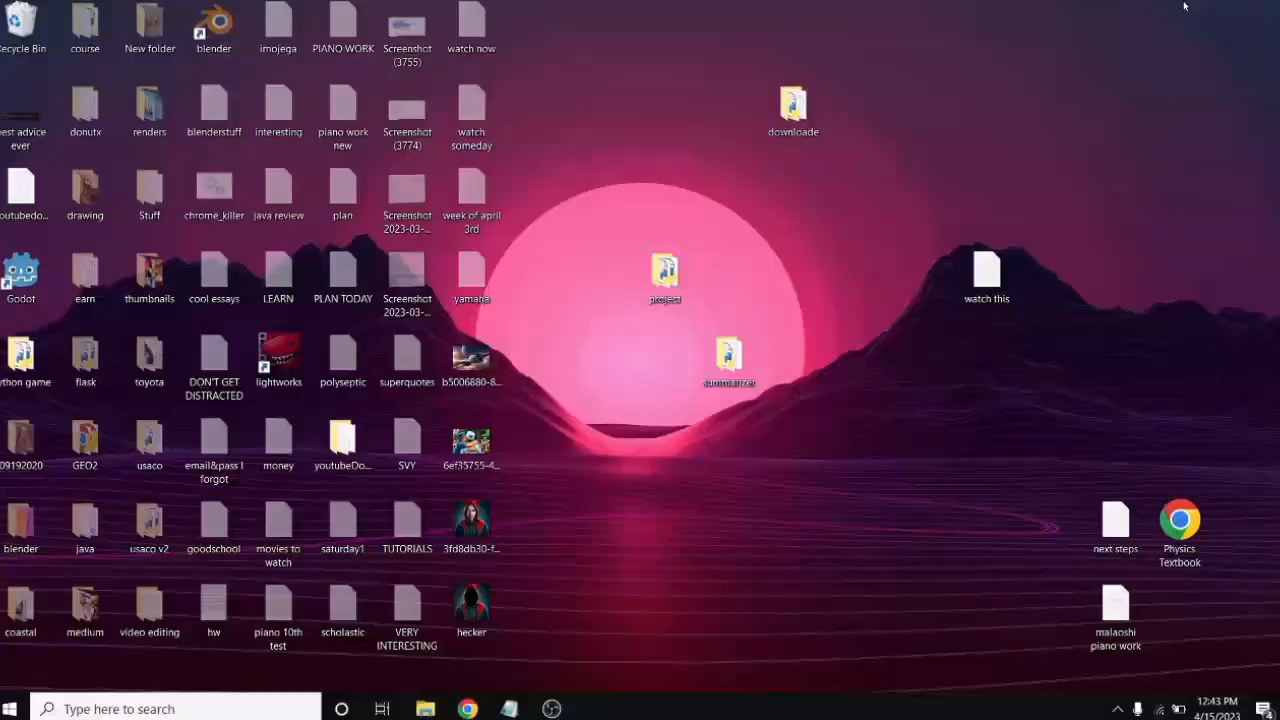 course
New folder
blender
imojega
PIANO WORK
Screenshot
(3755)
watch now
ecycle Bin
donutx
renders
blenderstuff
interesting
piano work
new
Screenshot
(3774)
watch
someday
downloade
est advice
ever
drawing
Stuff
chrome_killer
java review
plan
Screenshot
2023-03-...
week of april
3rd
outubedo...
Godot
earn
thumbnails
cool essays
LEARN
PLAN TODAY
Screenshot
2023-03-...
yamaha
project
watch this
ython game
flask
toyota
DON'T GET
DISTRACTED
lightworks
polyseptic
superquotes
b5006880-8...
summarizer
09192020
GEO2
usaco
email&pass I
forgot
money
youtubeDo...
SVY
6ef35755-4...
blender
java
usaco v2
goodschool
movies to
watch
saturday1
TUTORIALS
3fd8db30-f...
next steps
Physics
Textbook
coastal
medium
video editing
hw
piano 10th
test
scholastic
VERY
INTERESTING
hecker
malaoshi
piano work
Type here to search
12:43 PM
4/15/2023